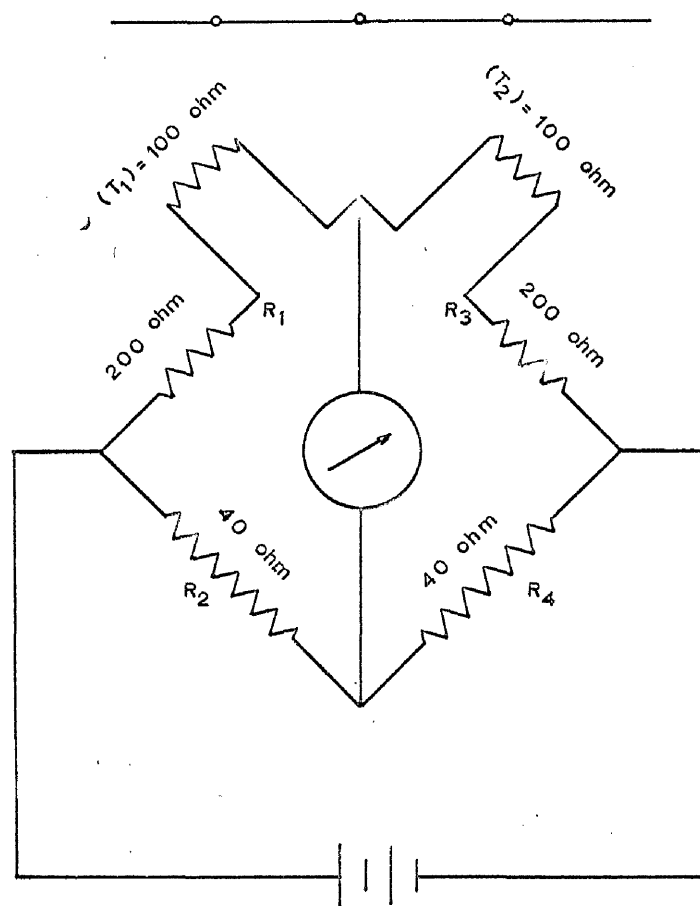 (T1) = 100 ohm
(T2) = 100 ohm
R1
R3
200 ohm
200 ohm
40 ohm
40 ohm
R2
R4